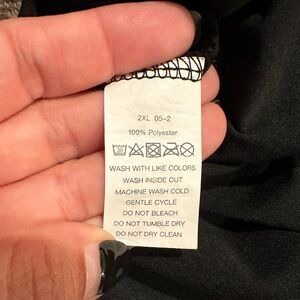 2XL 05-2
100% Polyester
WASH WITH LIKE COLORS
WASH INSIDE OUT
MACHINE WASH COLD
GENTLE CYCLE
DO NOT BLEACH
DO NOT TUMBLE DRY
DO NOT DRY CLEAN